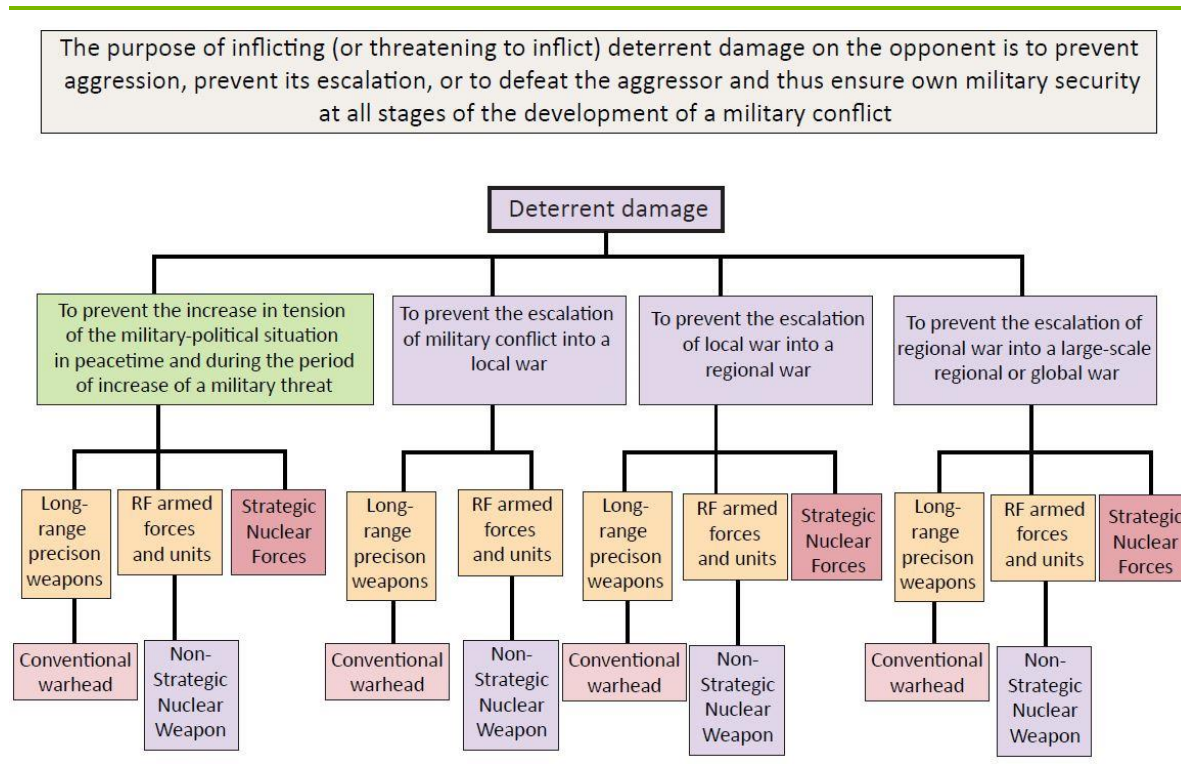 The purpose of inflicting (or threatening to inflict) deterrent damage on the opponent is to prevent
aggression, prevent its escalation, or to defeat the aggressor and thus ensure own military security
at all stages of the development of a military conflict
Deterrent damage
To prevent the increase in tension
of the military-political situation
in peacetime and during the period
of increase of a military threat
To prevent the escalation
of military conflict into a
local war
To prevent the escalation
of local war into a
regional war
To prevent the escalation of
regional war into a large-scale
regional or global war
Long-
range
precison
weapons
RF armed
forces
and units
Strategic
Nuclear
Forces
Long-
range
precison
weapons
RF armed
forces
and units
Long-
range
precison
weapons
RF armed
forces
and units
Strategic
Nuclear
Forces
Long-
range
precison
weapons
RF armed
forces
and units
Strategic
Nuclear
Forces
Conventional
warhead
Non-
Strategic
Nuclear
Weapon
Conventional
warhead
Non-
Strategic
Nuclear
Weapon
Conventional
warhead
Non-
Strategic
Nuclear
Weapon
Conventional
warhead
Non-
Strategic
Nuclear
Weapon